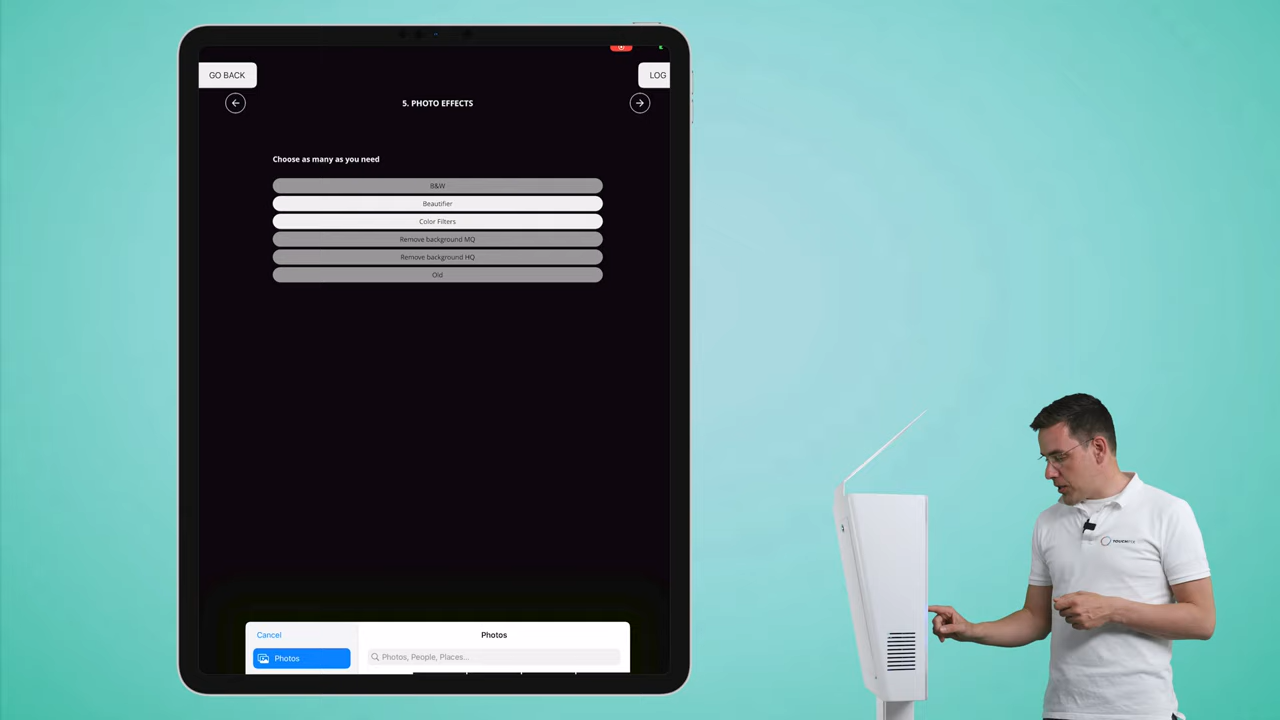 GO BACK
LOG
5. PHOTO EFFECTS
Choose as many as you need
B&W
Beautifier
Color Filters
Remove background MQ
Remove background HQ
Old
Cancel
Photos
Photos
Photos, People, Places...